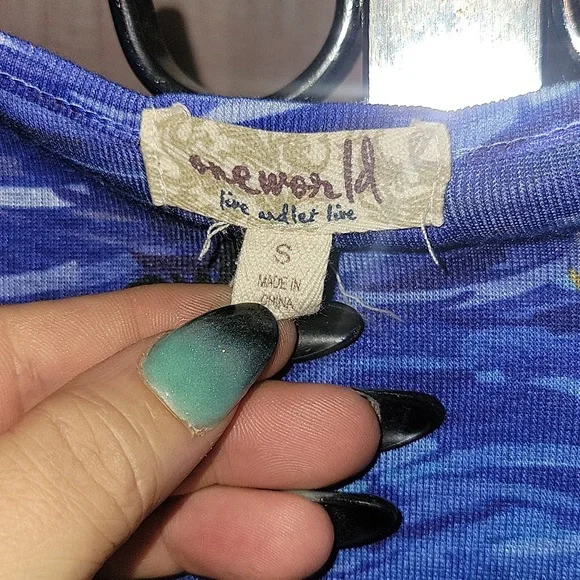 oneworld
live and let live
S
MADE IN
CHINA